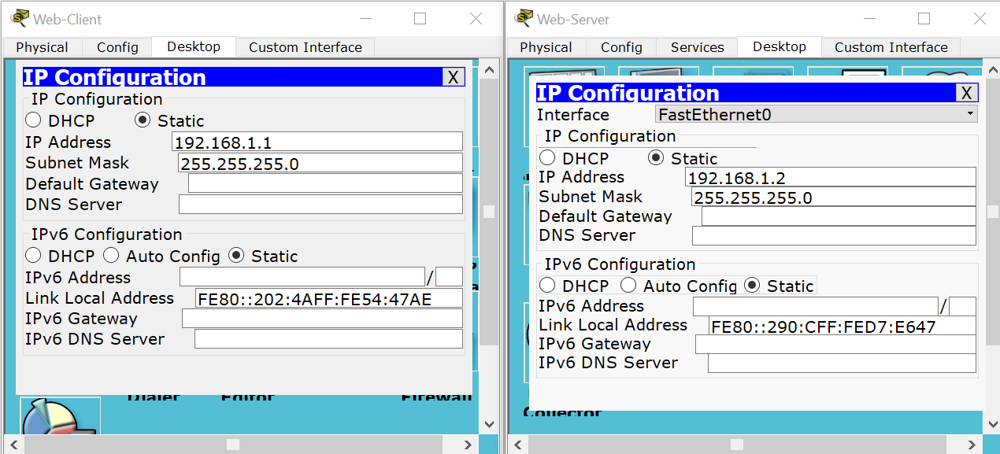 Web-Client
Physical Config Desktop Custom Interface
IP Configuration X
IP Configuration
DHCP Static
IP Address 192.168.1.1
Subnet Mask 255.255.255.0
Default Gateway
DNS Server
IPv6 Configuration
DHCP Auto Config Static
IPv6 Address /
Link Local Address FE80::202:4AFF:FE54:47AE
IPv6 Gateway
IPv6 DNS Server
Dialer Editor Firewall
Web-Server
Physical Config Services Desktop Custom Interface
IP Configuration X
Interface FastEthernet0
IP Configuration
DHCP Static
IP Address 192.168.1.2
Subnet Mask 255.255.255.0
Default Gateway
DNS Server
IPv6 Configuration
DHCP Auto Config Static
IPv6 Address /
Link Local Address FE80::290:CFF:FED7:E647
IPv6 Gateway
IPv6 DNS Server
Collector